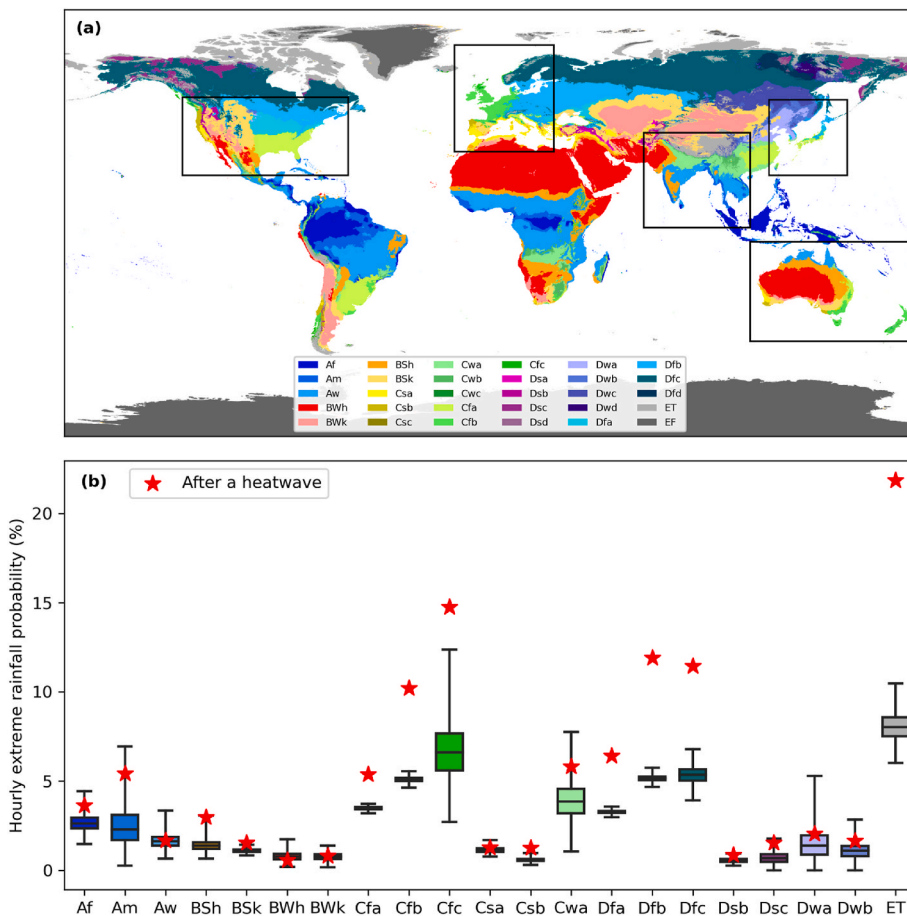 (a)
Af BSh Cwa Cfc Dwa Dfb
Am BSk Cwb Dsa Dwb Dfc
Aw Csa Cwc Dsb Dwc Dfd
BWh Csb Cfa Dsc Dwd ET
BWk Csc Cfb Dsd Dfa EF
(b)
After a heatwave
Hourly extreme rainfall probability (%)
20
15
10
5
0
Af Am Aw BSh BSk BWh BWk Cfa Cfb Cfc Csa Csb Cwa Dfa Dfb Dfc Dsb Dsc Dwa Dwb ET